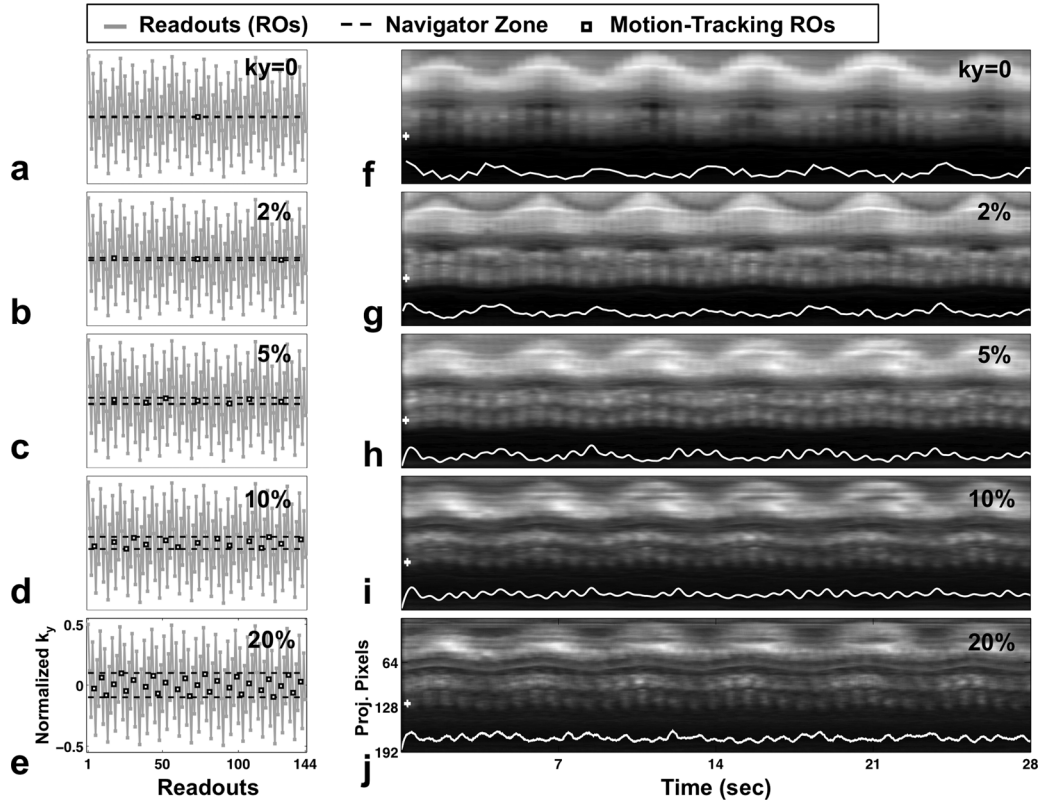 Readouts (ROs) Navigator Zone Motion-Tracking ROs
ky=0
a
2%
b
5%
c
10%
d
20%
Normalized ky
0.5
0
−0.5
1 50 100 144
Readouts
e
ky=0
f
2%
g
5%
h
10%
i
20%
Proj. Pixels
64
128
192
7 14 21 28
Time (sec)
j